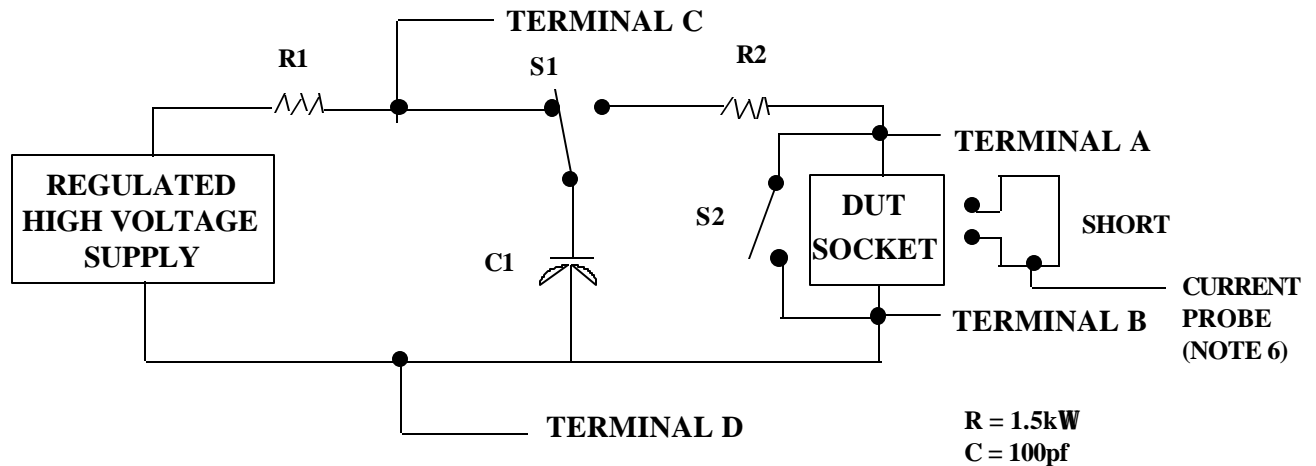 TERMINAL C
R1
S1
R2
TERMINAL A
REGULATED
HIGH VOLTAGE
SUPPLY
S2
DUT
SOCKET
SHORT
C1
CURRENT
PROBE
(NOTE 6)
TERMINAL B
TERMINAL D
R = 1.5kW
C = 100pf